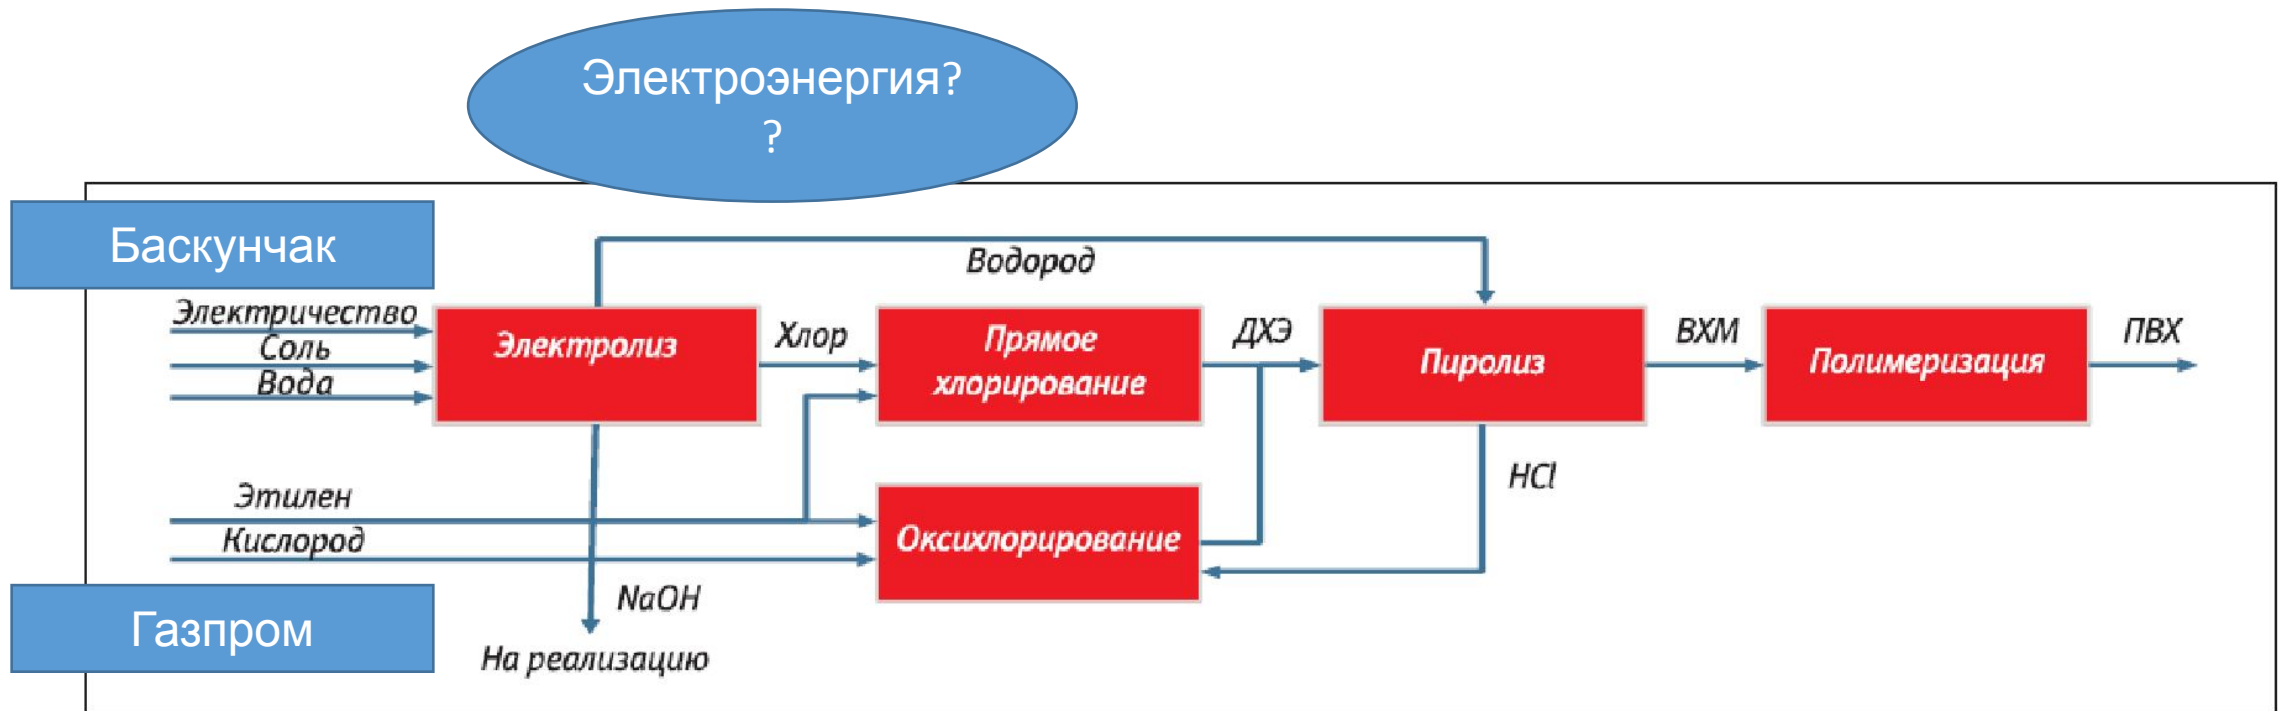 Электроэнергия?
?
Баскунчак
Водород
Электричество
Соль
Вода
Электролиз
Хлор
Прямое
хлорирование
ДХЭ
Пиролиз
ВХМ
Полимеризация
ПВХ
Этилен
Кислород
Оксихлорирование
HCl
NaOH
Газпром
На реализацию